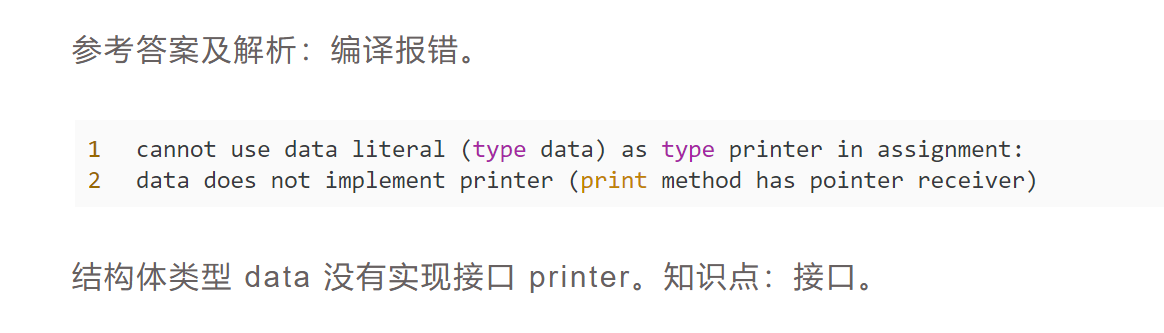 参考答案及解析：编译报错。
1 cannot use data literal (type data) as type printer in assignment:
2 data does not implement printer (print method has pointer receiver)
结构体类型 data 没有实现接口 printer。知识点：接口。